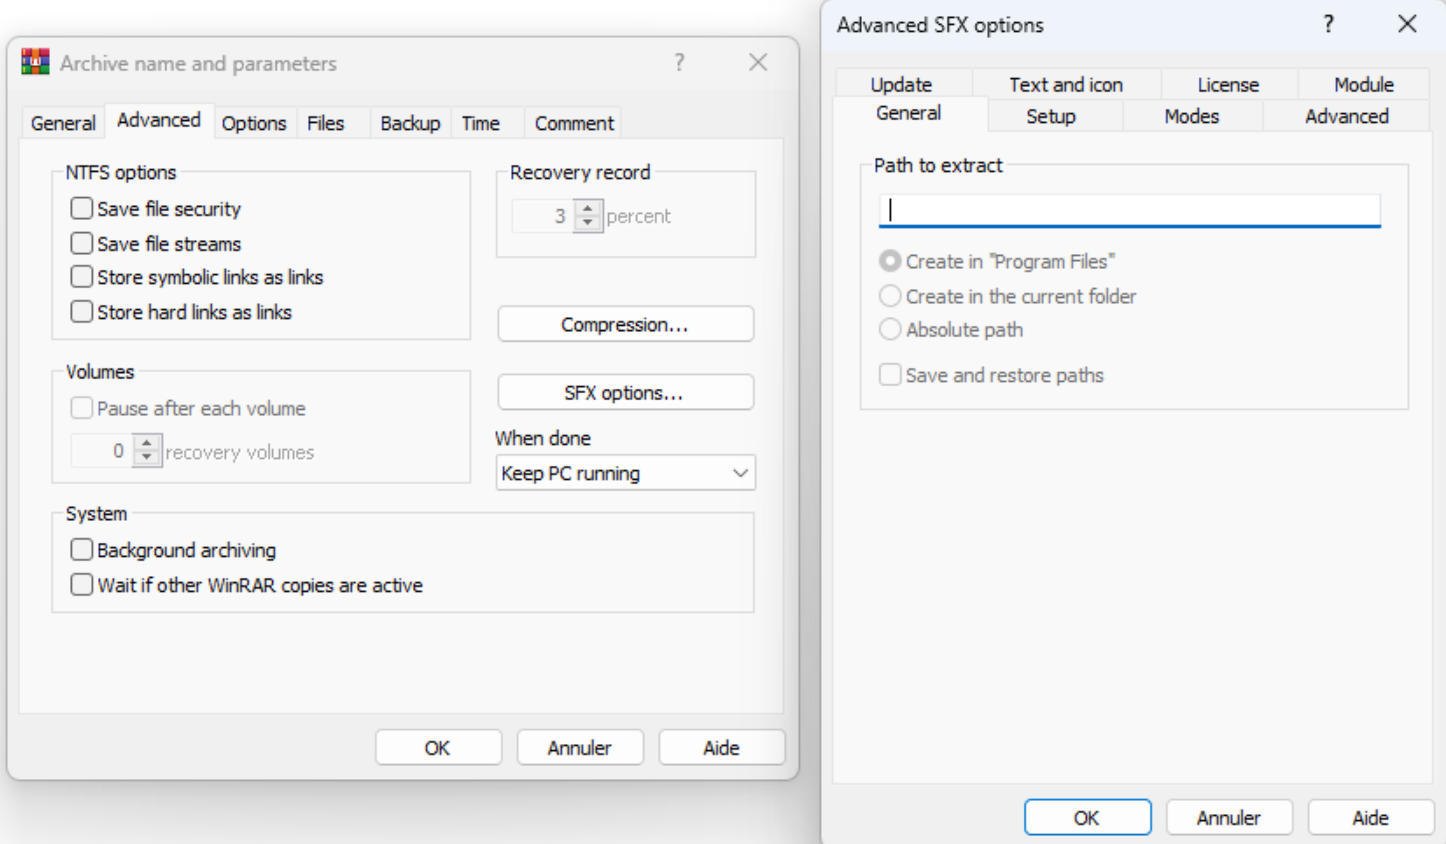 Archive name and parameters
?
General Advanced Options Files Backup Time Comment
NTFS options
Save file security
Save file streams
Store symbolic links as links
Store hard links as links
Recovery record
3 percent
Compression...
Volumes
Pause after each volume
0 recovery volumes
SFX options...
When done
Keep PC running
System
Background archiving
Wait if other WinRAR copies are active
OK Annuler Aide
Advanced SFX options
?
Update Text and icon License Module
General Setup Modes Advanced
Path to extract
Create in "Program Files"
Create in the current folder
Absolute path
Save and restore paths
OK Annuler Aide